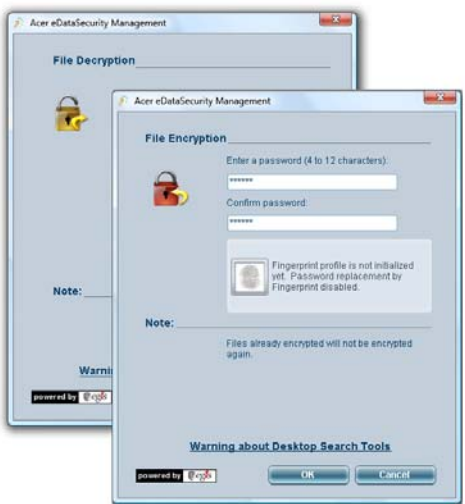 Acer eDataSecurity Management
File Decryption
Note:
Warni
powered by egis
Acer eDataSecurity Management
File Encryption
Enter a password (4 to 12 characters):
******
Confirm password:
******
Fingerprint profile is not initialized
yet. Password replacement by
Fingerprint disabled.
Note:
Files already encrypted will not be encrypted
again.
Warning about Desktop Search Tools
powered by egis
OK
Cancel